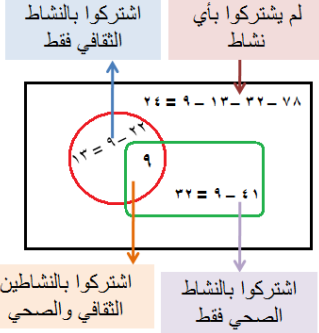 لم يشتركوا بأي
نشاط
اشتركوا بالنشاط
الثقافي فقط
٧٨ – ٣٢ – ١٣ – ٩ = ٢٤
٢٢ – ٩ = ١٣
٩
٤١ – ٩ = ٣٢
اشتركوا بالنشاط
الصحي فقط
اشتركوا بالنشاطين
الثقافي والصحي